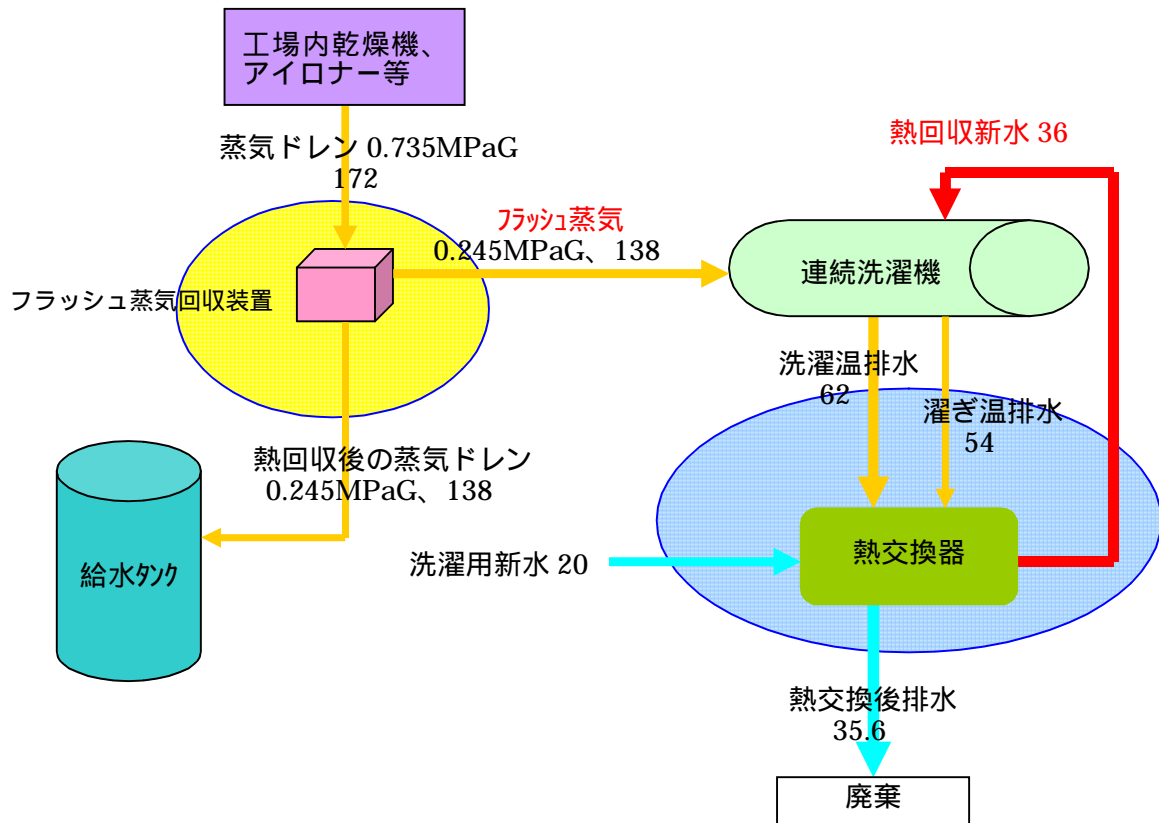 工場内乾燥機、
アイロナー等
熱回収新水 36
蒸気ドレン 0.735MPaG
172
ﾌﾗｯｼｭ蒸気
0.245MPaG、138
連続洗濯機
フラッシュ蒸気回収装置
洗濯温排水
62
濯ぎ温排水
54
熱回収後の蒸気ドレン
0.245MPaG、138
給水ﾀﾝｸ
洗濯用新水 20
熱交換器
熱交換後排水
35.6
廃棄